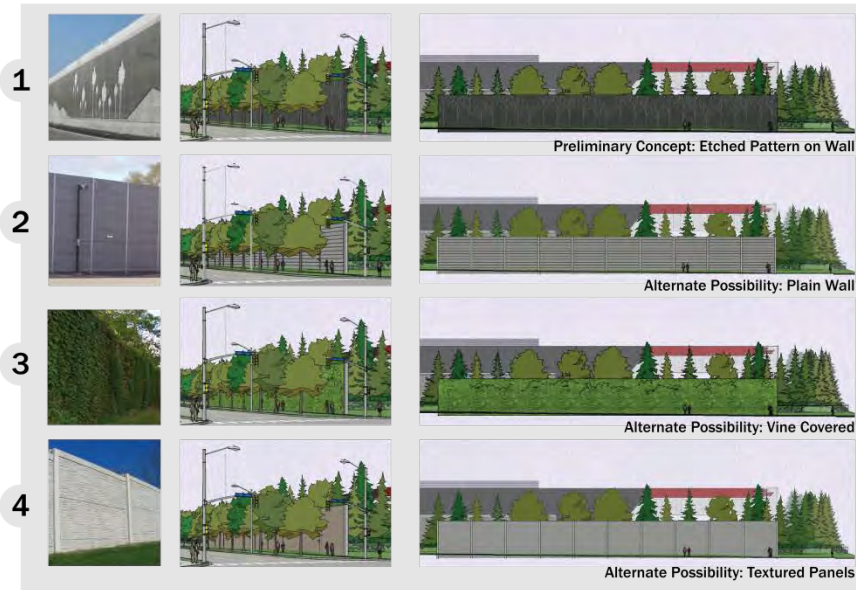 1
Preliminary Concept: Etched Pattern on Wall
2
Alternate Possibility: Plain Wall
3
Alternate Possibility: Vine Covered
4
Alternate Possibility: Textured Panels